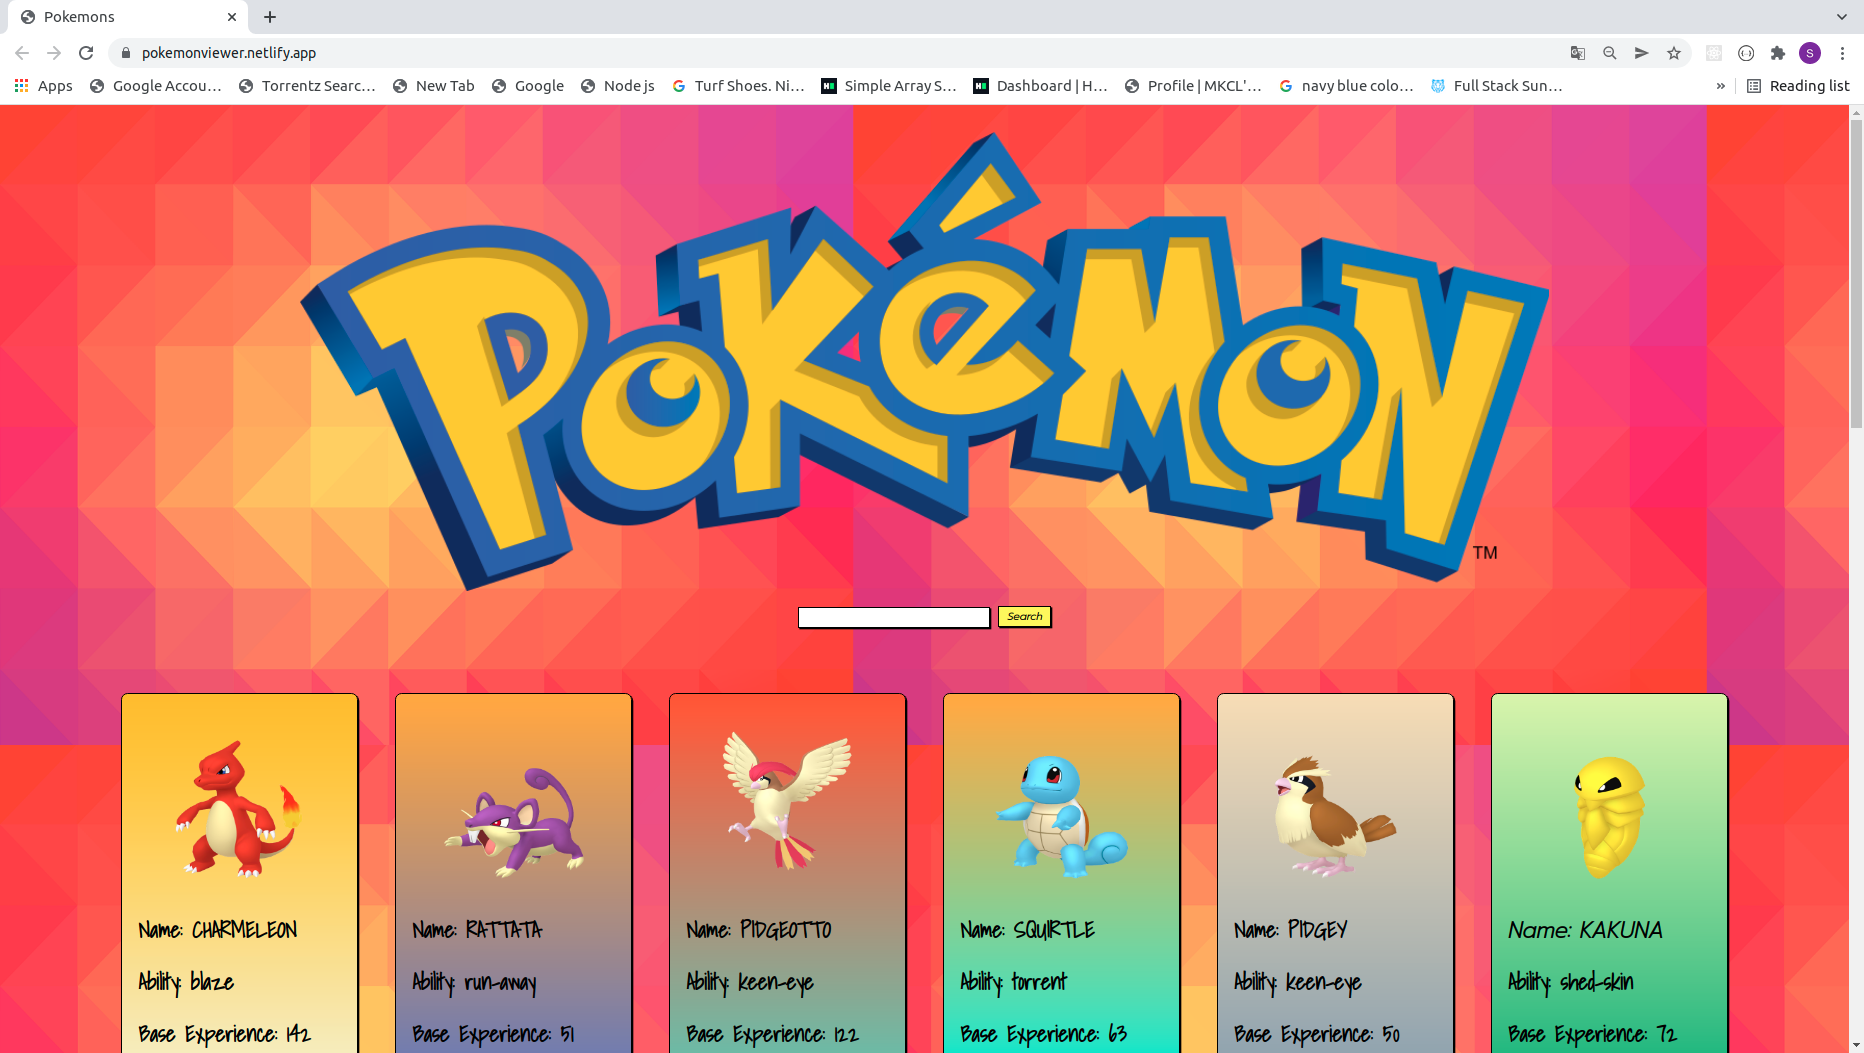 Pokemons
pokemonviewer.netlify.app
S
Apps
Google Accou...
Torrentz Searc...
New Tab
Google
Node js
Turf Shoes. Ni...
Simple Array S...
Dashboard | H...
Profile | MKCL'...
navy blue colo...
Full Stack Sun...
»
Reading list
POKéMON
TM
Search
Name: CHARMELEON
Ability: blaze
Base Experience: 142
Name: RATTATA
Ability: run-away
Base Experience: 51
Name: PIDGEOTTO
Ability: keen-eye
Base Experience: 122
Name: SQUIRTLE
Ability: torrent
Base Experience: 63
Name: PIDGEY
Ability: keen-eye
Base Experience: 50
Name: KAKUNA
Ability: shed-skin
Base Experience: 72